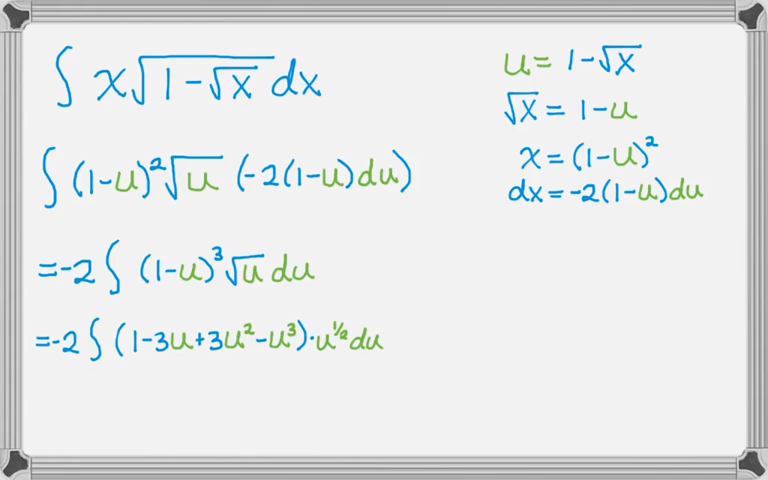 ∫ x√(1-√x) dx
∫ (1-u)²√u (-2(1-u)du)
=-2 ∫ (1-u)³√u du
=-2 ∫ (1-3u+3u²-u³)·u^½ du
u= 1-√x
√x = 1-u
x=(1-u)²
dx=-2(1-u)du